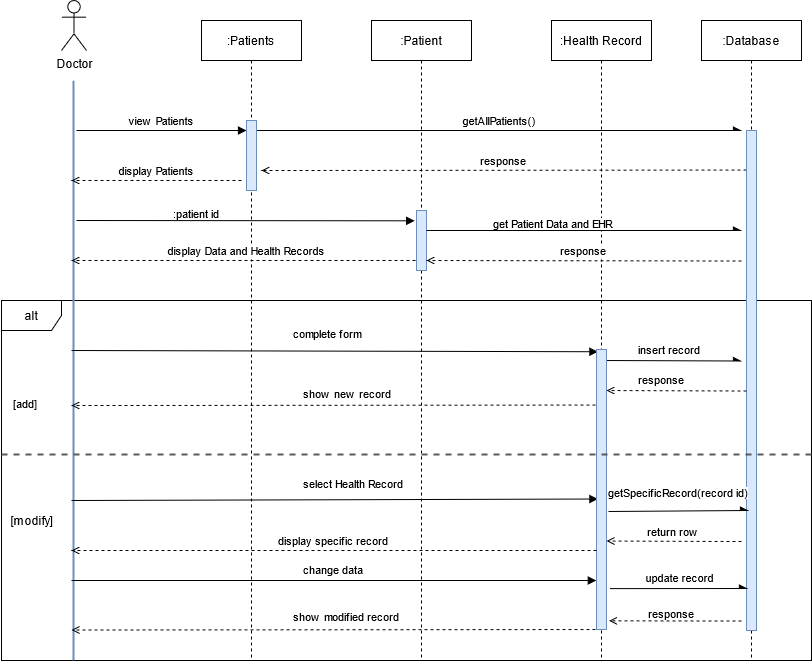 Doctor
:Patients
:Patient
:Health Record
:Database
view Patients
getAllPatients()
response
display Patients
:patient id
get Patient Data and EHR
display Data and Health Records
response
alt
complete form
insert record
response
show new record
[add]
select Health Record
getSpecificRecord(record id)
[modify]
return row
display specific record
change data
update record
response
show modified record